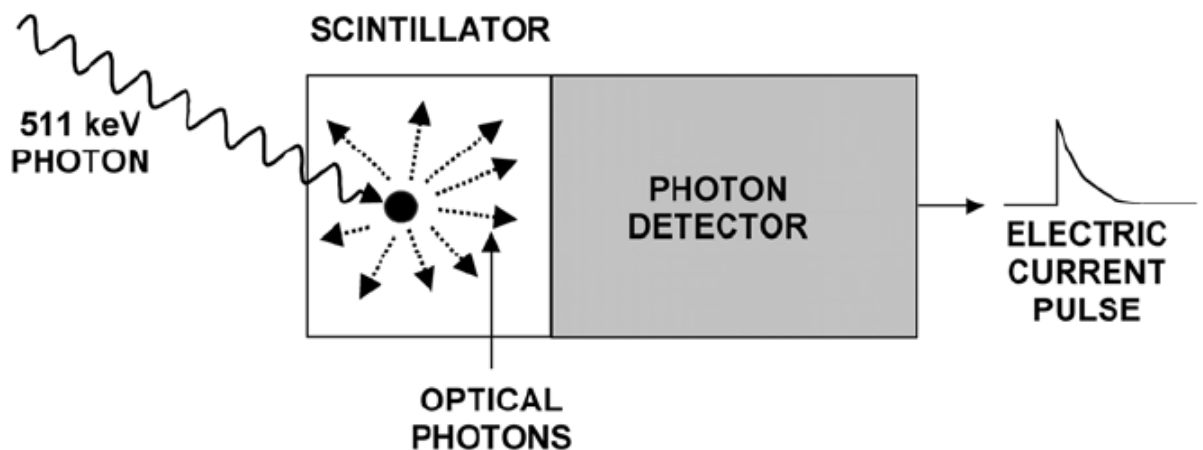 SCINTILLATOR
511 keV
PHOTON
PHOTON
DETECTOR
ELECTRIC
CURRENT
PULSE
OPTICAL
PHOTONS